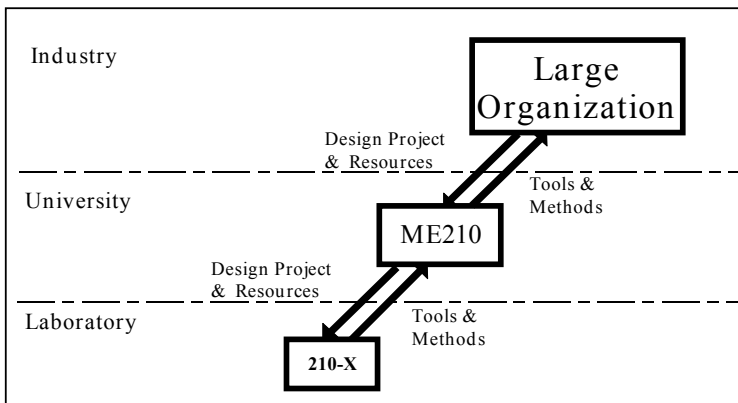 Industry
Large
Organization
Design Project
& Resources
Tools &
Methods
University
ME210
Design Project
& Resources
Tools &
Methods
Laboratory
210-X